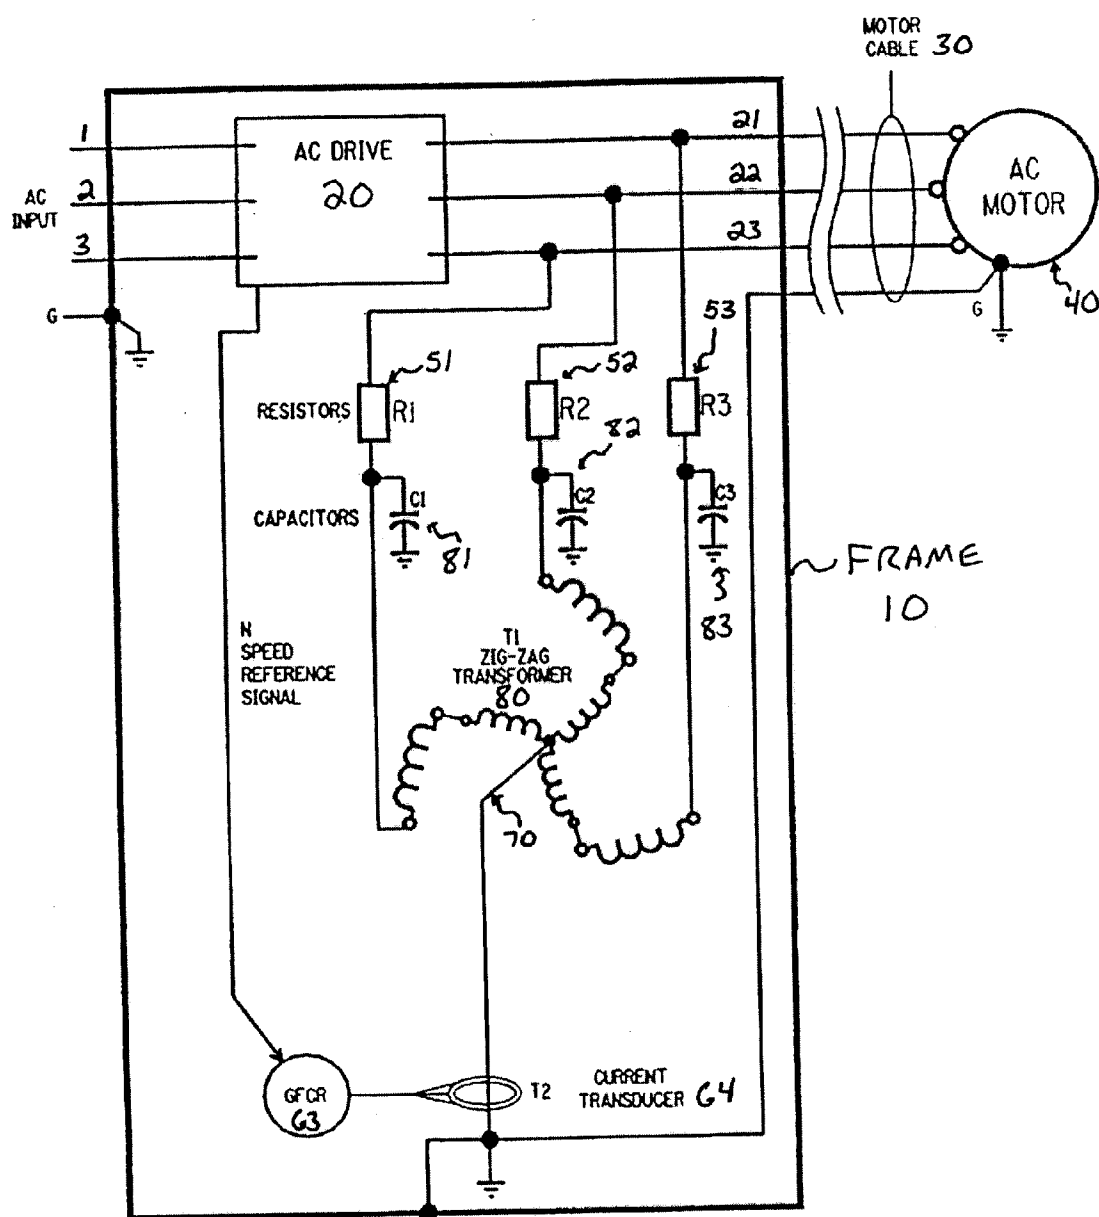 MOTOR
CABLE 30
1
AC DRIVE
20
21
AC
INPUT
2
22
AC
MOTOR
3
23
G
G
40
51
52
53
RESISTORS
R1
R2
R3
82
CAPACITORS
C1
C2
C3
81
83
FRAME
10
N
SPEED
REFERENCE
SIGNAL
T1
ZIG-ZAG
TRANSFORMER
80
70
GFCR
63
T2
CURRENT
TRANSDUCER 64